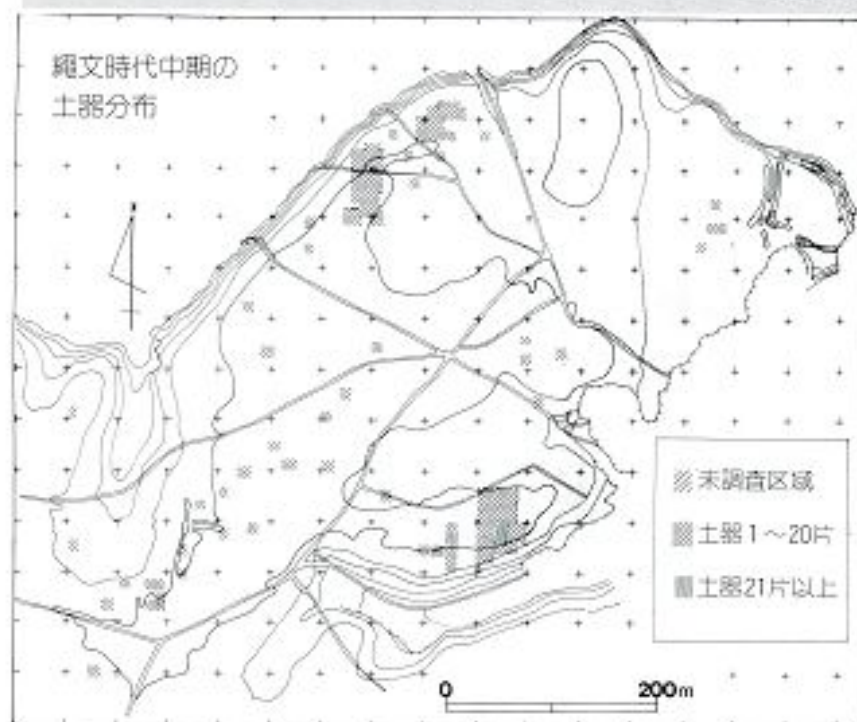 縄文時代中期の
土器分布
未調査区域
土器1〜20片
土器21片以上
0 200m